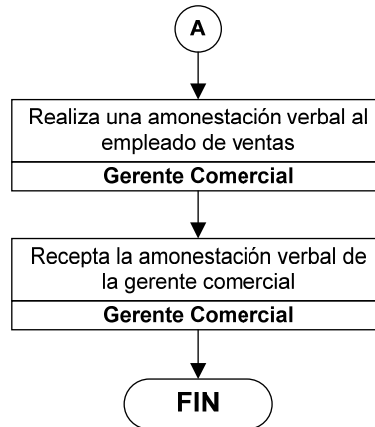 A
Realiza una amonestación verbal al
empleado de ventas
Gerente Comercial
Recepta la amonestación verbal de
la gerente comercial
Gerente Comercial
FIN